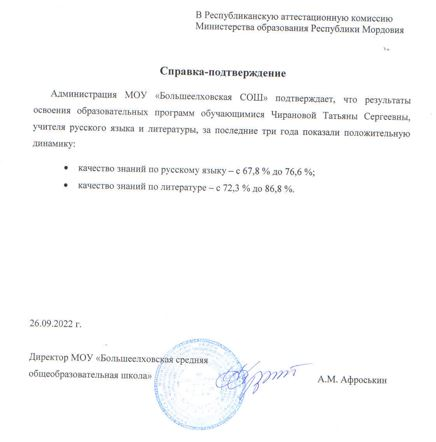 В Республиканскую аттестационную комиссию
Министерства образования Республики Мордовия
Справка-подтверждение
Администрация МОУ «Большеелховская СОШ» подтверждает, что результаты
освоения образовательных программ обучающимися Чирановой Татьяны Сергеевны,
учителя русского языка и литературы, за последние три года показали положительную
динамику:
• качество знаний по русскому языку – с 67,8 % до 76,6 %;
• качество знаний по литературе – с 72,3 % до 86,8 %.
26.09.2022 г.
Директор МОУ «Большеелховская средняя
общеобразовательная школа»
А.М. Афроськин